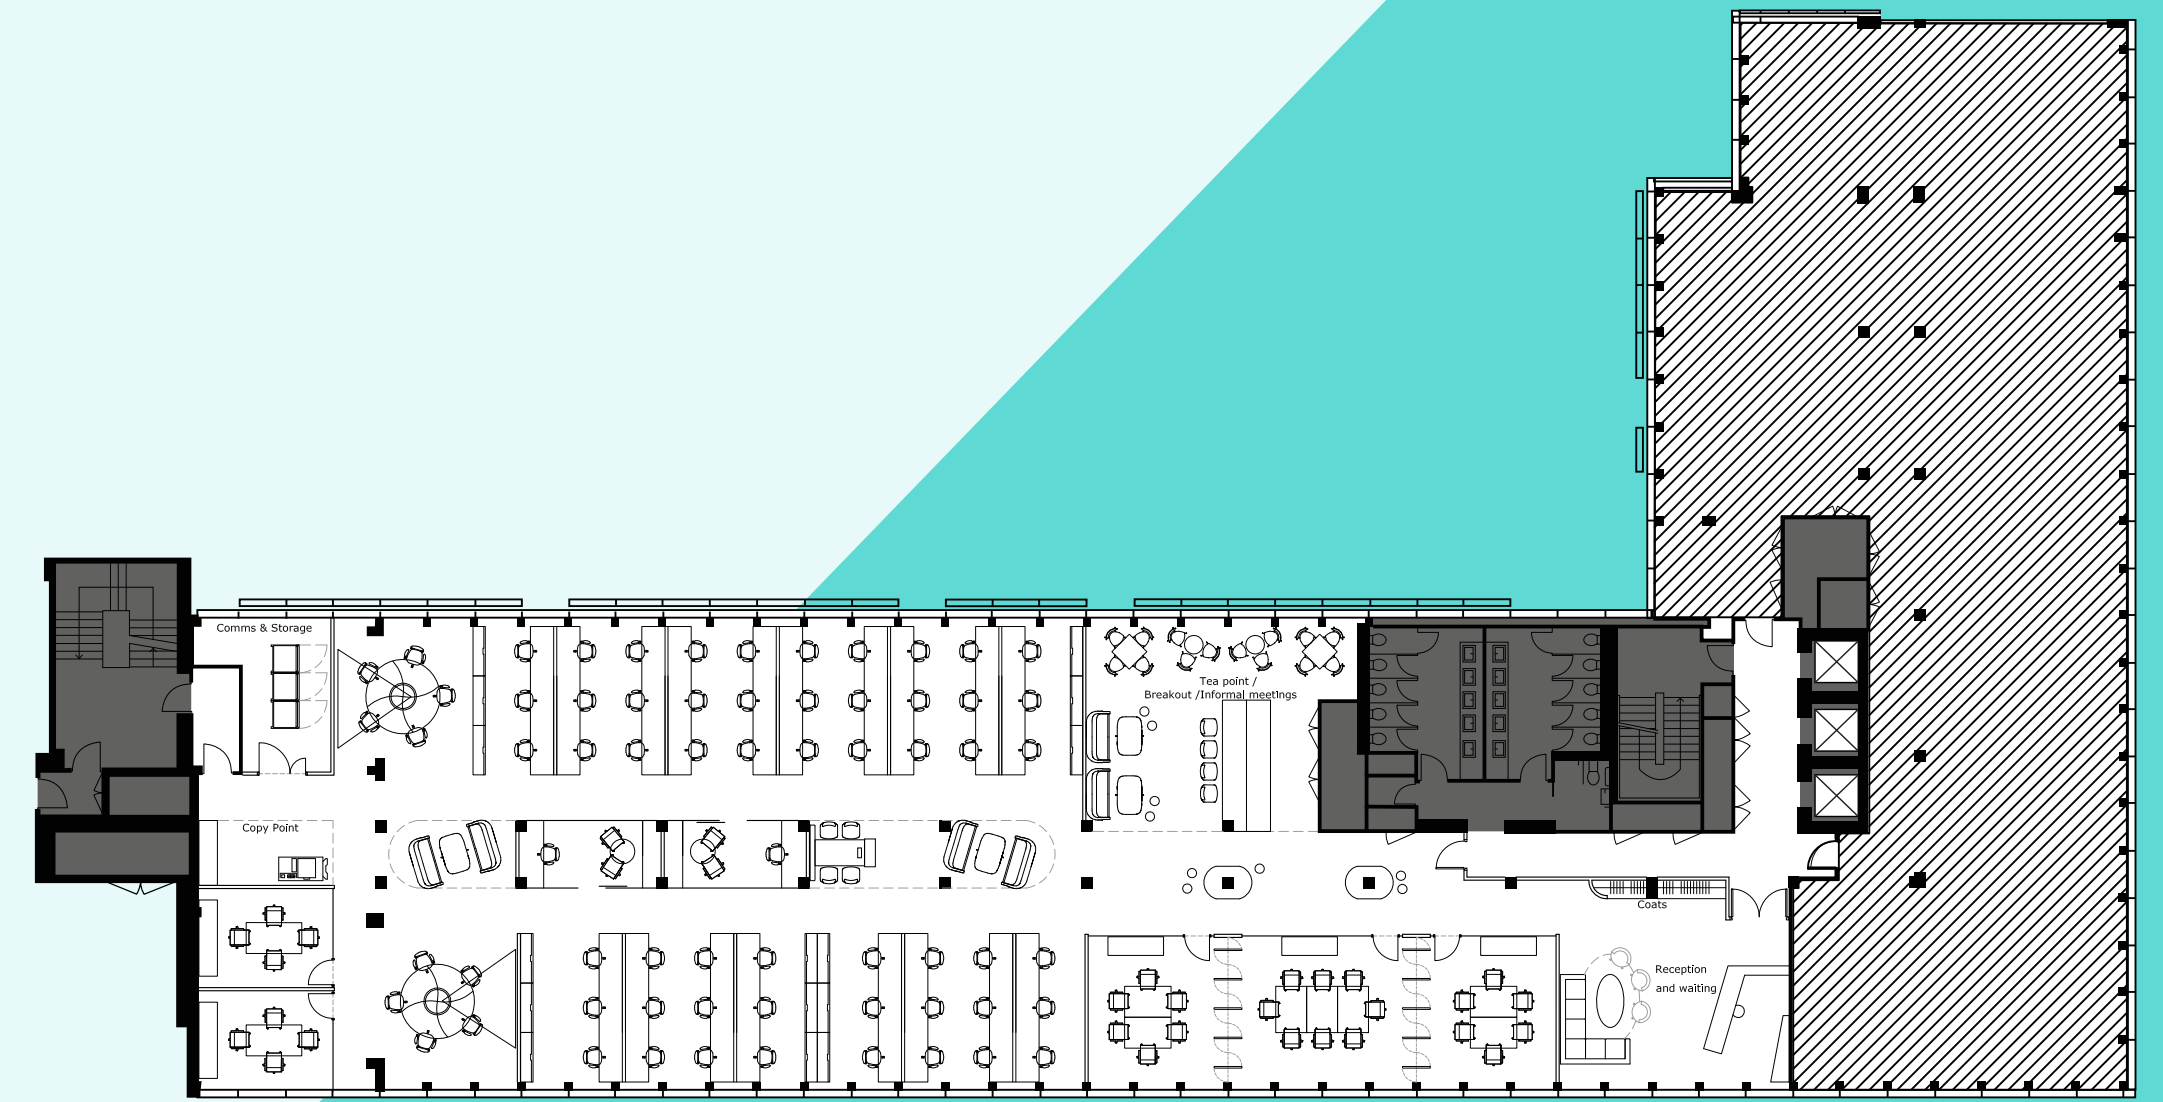 Comms & Storage
Tea point /
Breakout /Informal meetings
Copy Point
Coats
Reception
and waiting